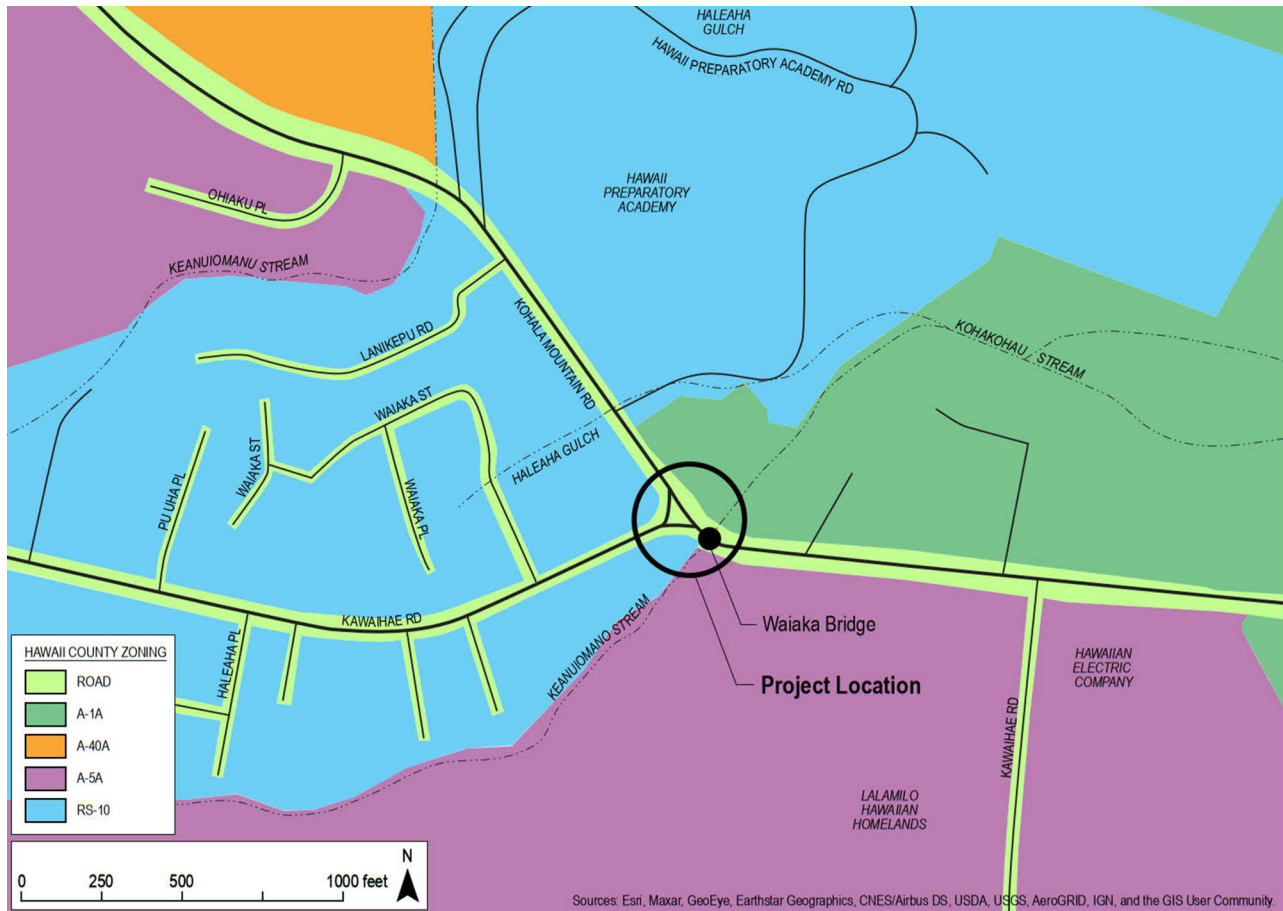 HALEAHA
GULCH
HAWAII PREPARATORY ACADEMY RD
HAWAII
PREPARATORY
ACADEMY
OHIAKU PL
KEANUIOMANU STREAM
LANIKEPU RD
KOHALA MOUNTAIN RD
KOHAKOHAU STREAM
WAIAKA ST
WAIAKA ST
PU UHA PL
WAIAKA PL
HALEAHA GULCH
KAWAIHAE RD
HALEAHA PL
KEANUIOMANO STREAM
Waiaka Bridge
Project Location
HAWAIIAN
ELECTRIC
COMPANY
KAWAIHAE RD
LALAMILO
HAWAIIAN
HOMELANDS
HAWAII COUNTY ZONING
ROAD
A-1A
A-40A
A-5A
RS-10
N
0 250 500 1000 feet
Sources: Esri, Maxar, GeoEye, Earthstar Geographics, CNES/Airbus DS, USDA, USGS, AeroGRID, IGN, and the GIS User Community.